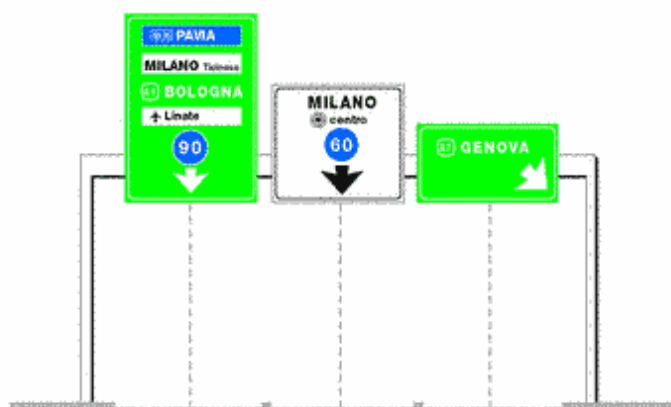 PAVIA
MILANO Ticinese
A1 BOLOGNA
Linate
90
MILANO
centro
60
A7 GENOVA